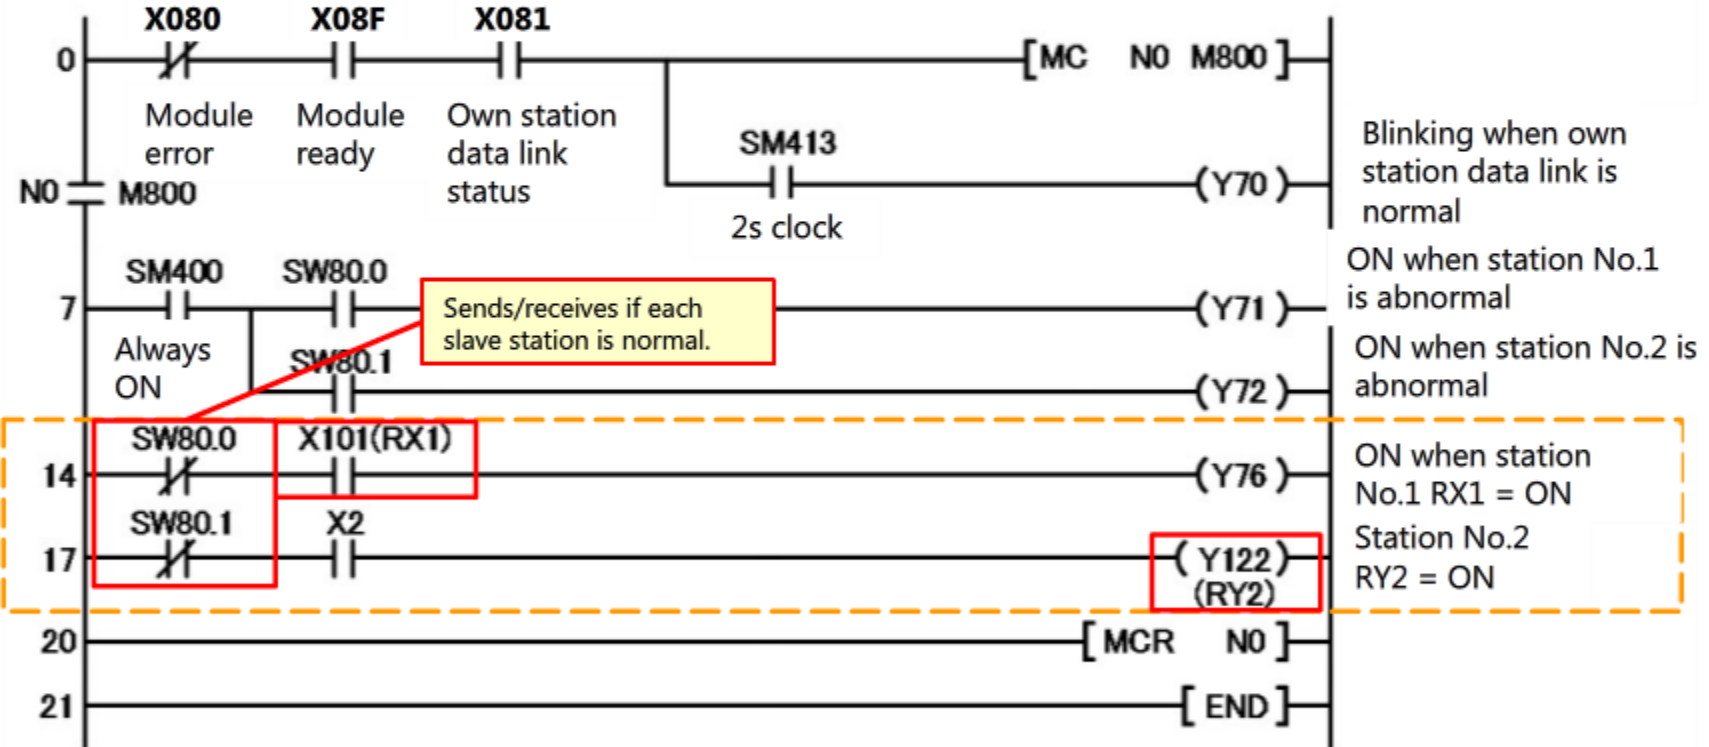 X080 X08F X081
0 [MC N0 M800]
Module error
Module ready
Own station data link status
SM413
N0 M800
(Y70)
2s clock
Blinking when own
station data link is
normal
SM400 SW80.0
7 (Y71)
Always
ON
Sends/receives if each
slave station is normal.
ON when station No.1
is abnormal
SW80.1
(Y72)
ON when station No.2 is
abnormal
SW80.0 X101(RX1)
14 (Y76)
ON when station
No.1 RX1 = ON
SW80.1 X2
17 (Y122)
(RY2)
Station No.2
RY2 = ON
20 [MCR N0]
21 [END]